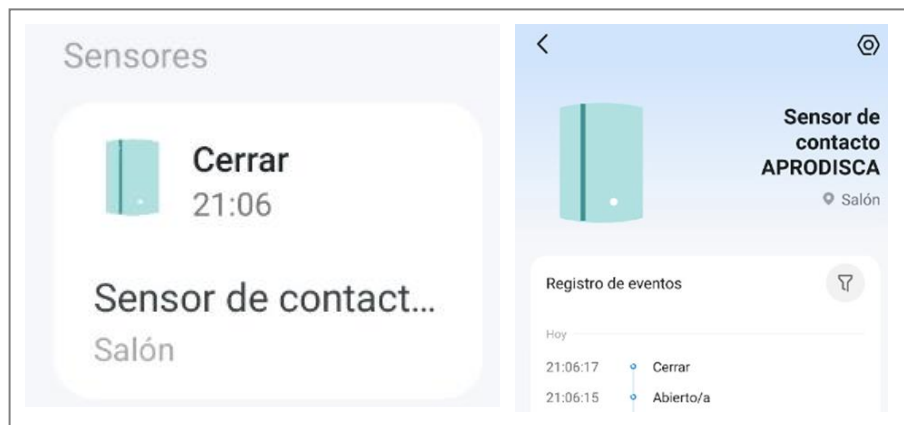 Sensores
Cerrar
21:06
Sensor de contact...
Salón
Sensor de
contacto
APRODISCA
Salón
Registro de eventos
Hoy
21:06:17 Cerrar
21:06:15 Abierto/a